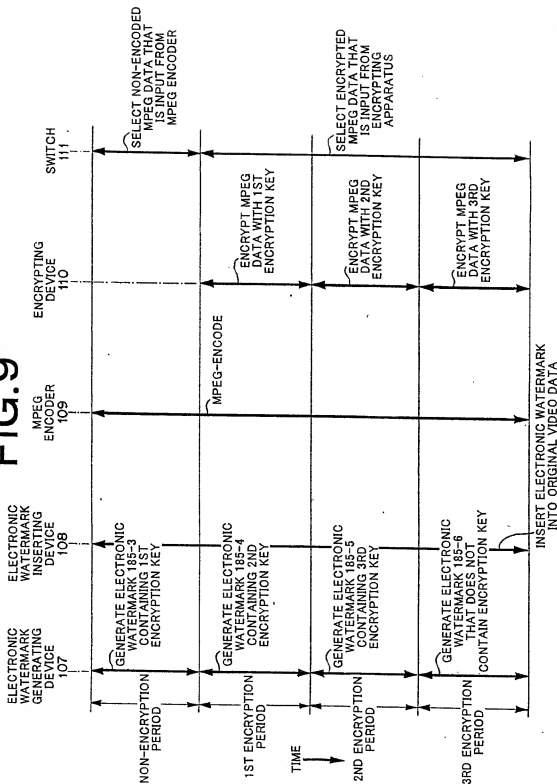 FIG.9
ELECTRONIC
WATERMARK
GENERATING
DEVICE
107
ELECTRONIC
WATERMARK
INSERTING
DEVICE
108
MPEG
ENCODER
109
ENCRYPTING
DEVICE
110
SWITCH
111
NON-ENCRYPTION
PERIOD
GENERATE ELECTRONIC
WATERMARK 185-3
CONTAINING 1ST
ENCRYPTION KEY
SELECT NON-ENCODED
MPEG DATA THAT
IS INPUT FROM
MPEG ENCODER
1ST ENCRYPTION
PERIOD
GENERATE ELECTRONIC
WATERMARK 185-4
CONTAINING 2ND
ENCRYPTION KEY
MPEG-ENCODE
ENCRYPT MPEG
DATA WITH 1ST
ENCRYPTION KEY
SELECT ENCRYPTED
MPEG DATA THAT
IS INPUT FROM
ENCRYPTING
APPARATUS
TIME
2ND ENCRYPTION
PERIOD
GENERATE ELECTRONIC
WATERMARK 185-5
CONTAINING 3RD
ENCRYPTION KEY
ENCRYPT MPEG
DATA WITH 2ND
ENCRYPTION KEY
3RD ENCRYPTION
PERIOD
GENERATE ELECTRONIC
WATERMARK 185-6
THAT DOES NOT
CONTAIN ENCRYPTION KEY
ENCRYPT MPEG
DATA WITH 3RD
ENCRYPTION KEY
INSERT ELECTRONIC WATERMARK
INTO ORIGINAL VIDEO DATA